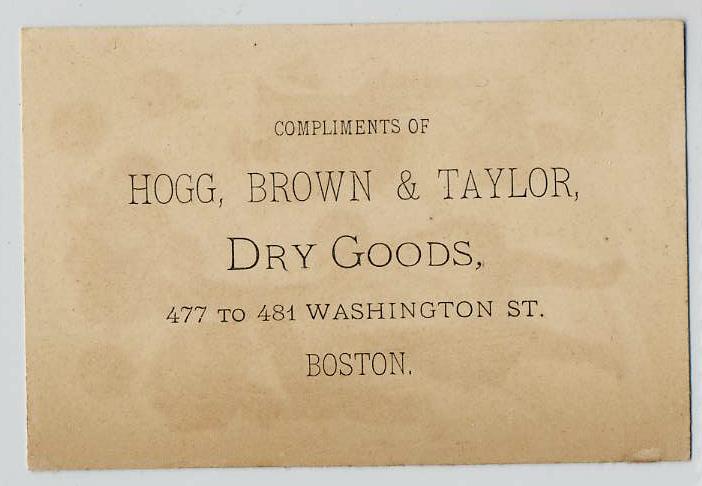 COMPLIMENTS OF
HOGG, BROWN & TAYLOR,
DRY GOODS,
477 TO 481 WASHINGTON ST.
BOSTON.